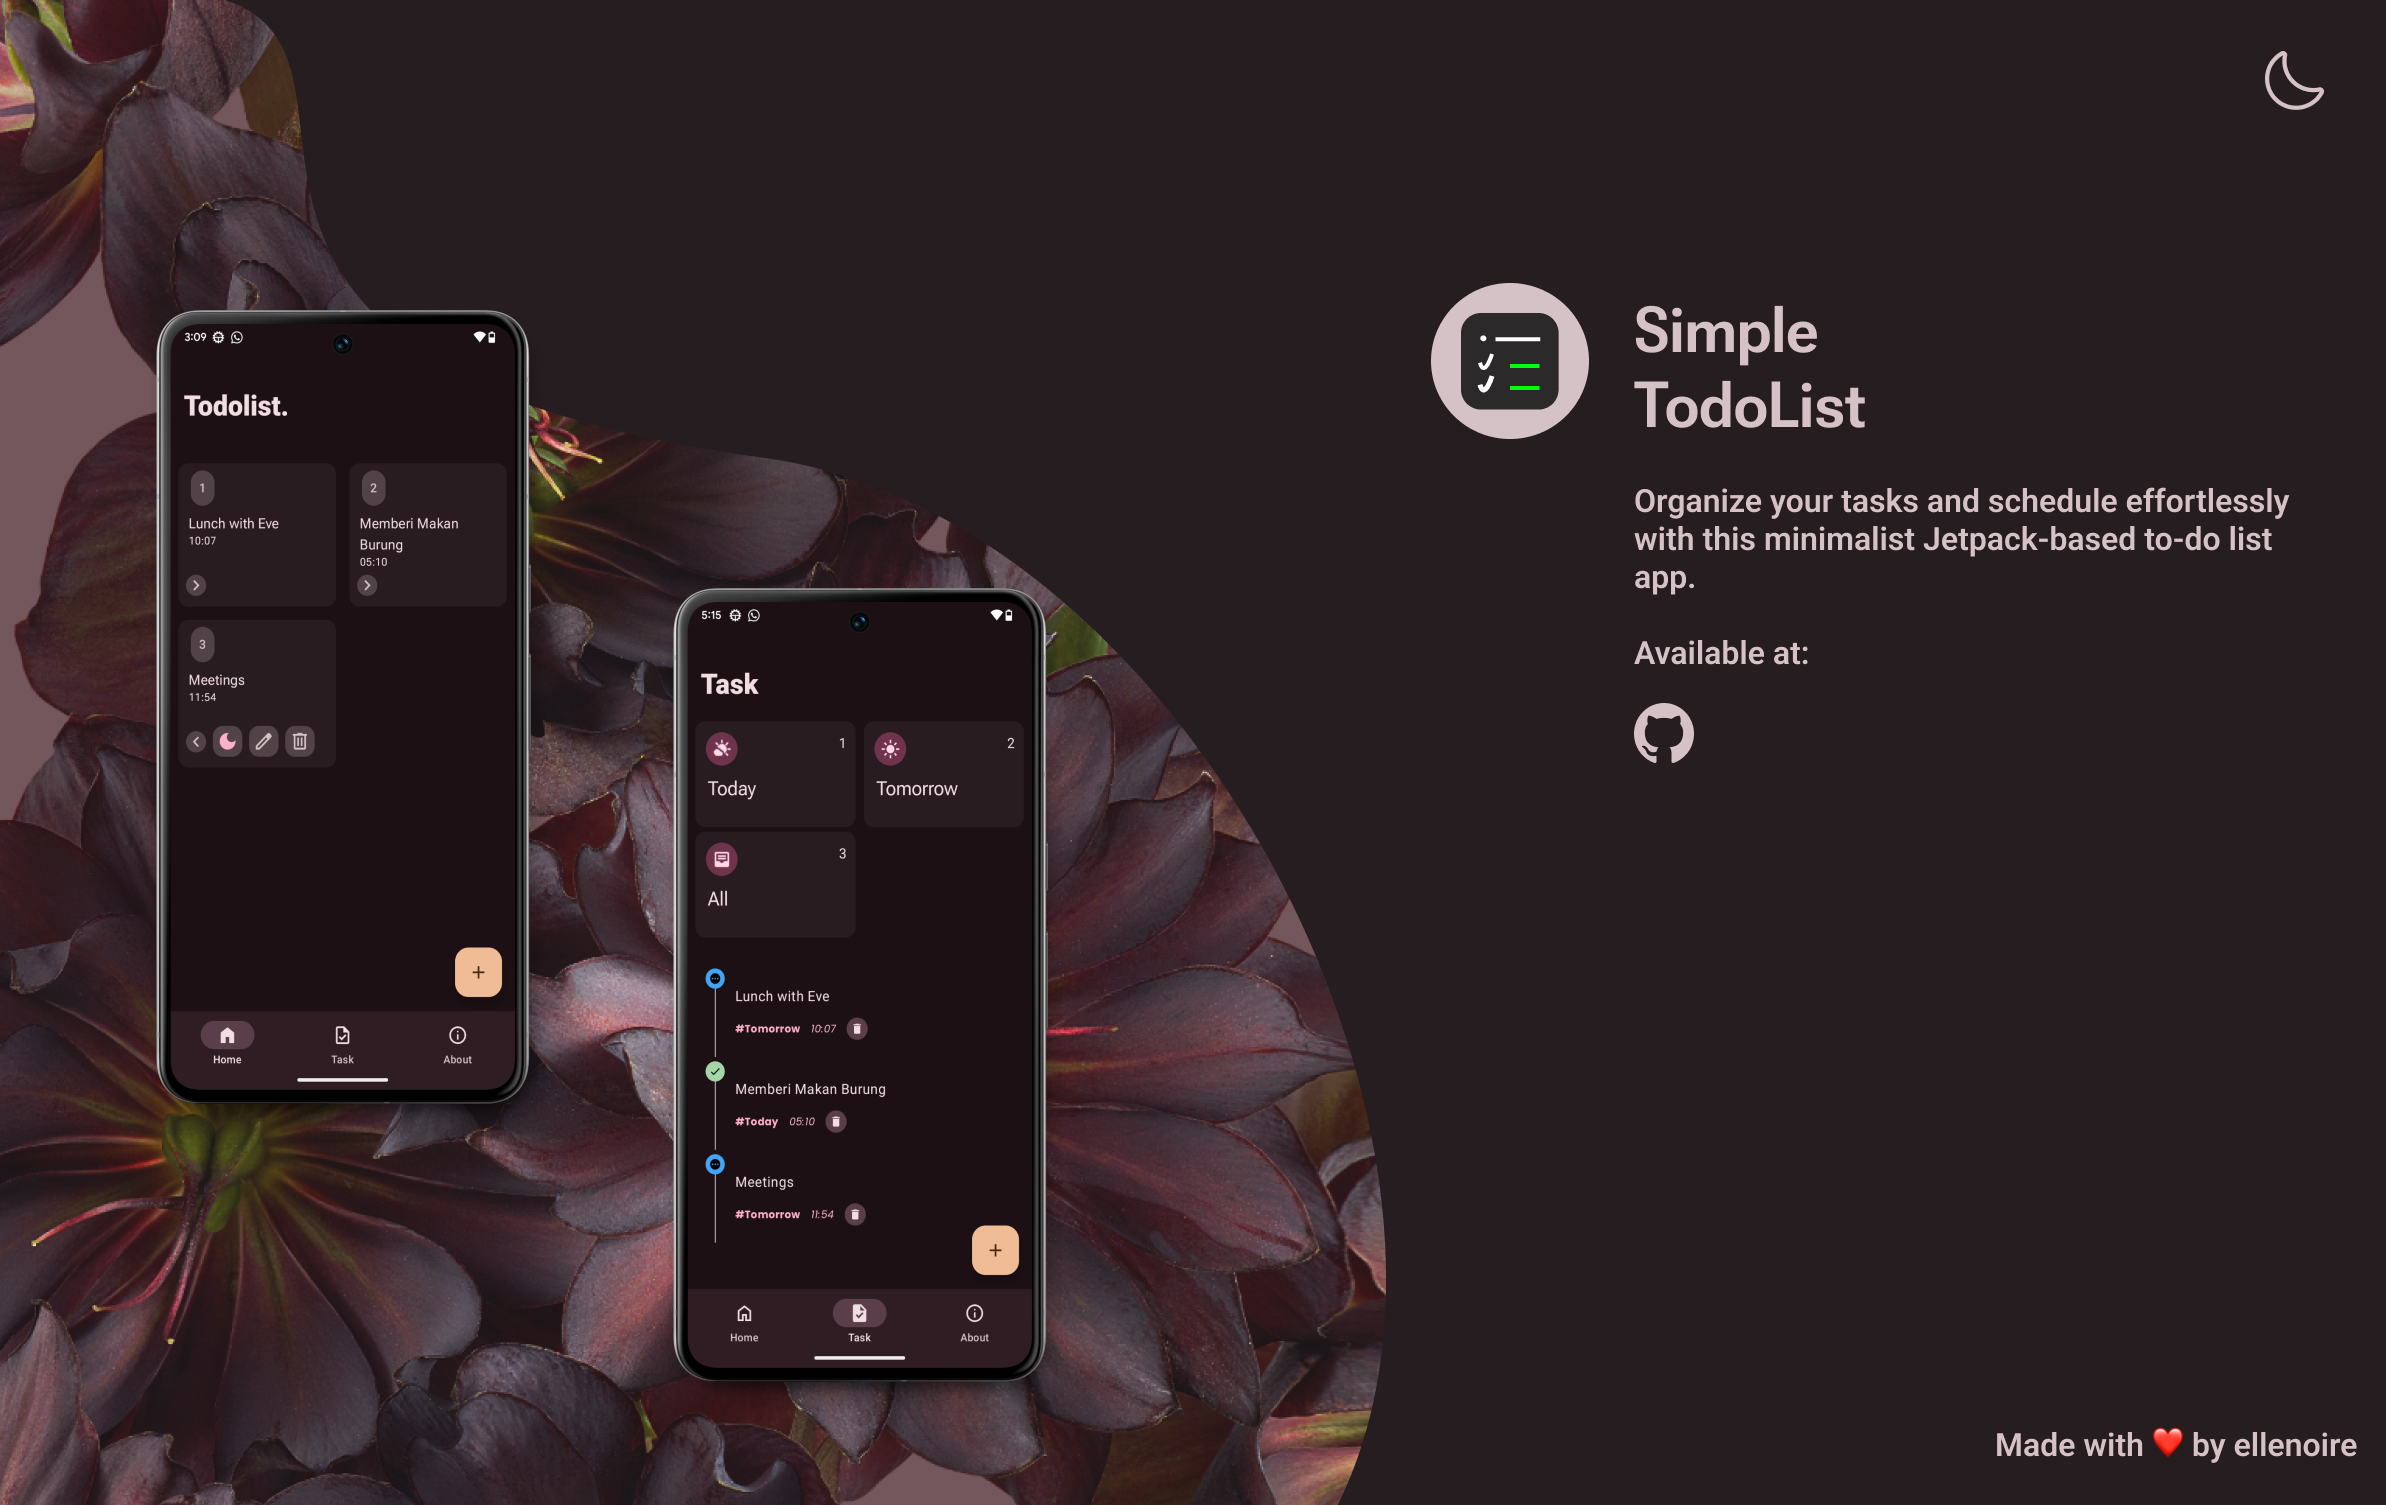 3:09
Todolist.
1
Lunch with Eve
10:07
2
Memberi Makan
Burung
05:10
3
Meetings
11:54
+
Home
Task
About
5:15
Task
1
Today
2
Tomorrow
3
All
Lunch with Eve
#Tomorrow 10:07
Memberi Makan Burung
#Today 05:10
Meetings
#Tomorrow 11:54
+
Home
Task
About
Simple
TodoList
Organize your tasks and schedule effortlessly
with this minimalist Jetpack-based to-do list
app.
Available at:
Made with ❤️ by ellenoire